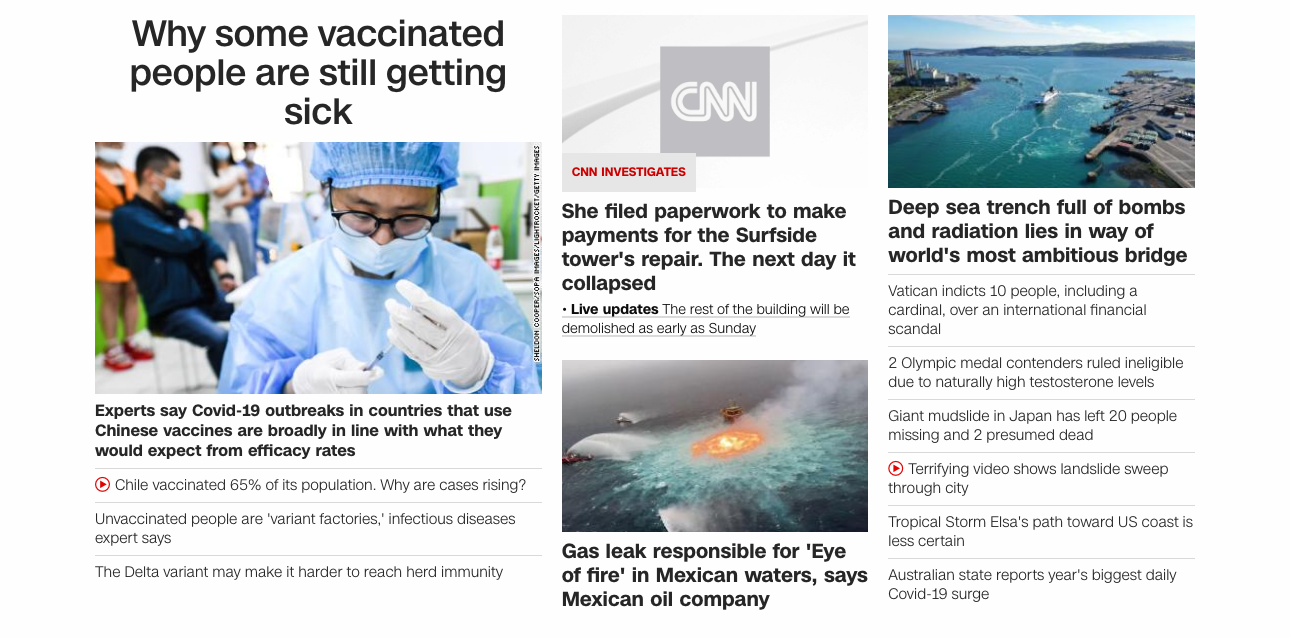 Why some vaccinated
people are still getting
sick
SHELDON COOPER/SOPA IMAGES/LIGHTROCKET/GETTY IMAGES
Experts say Covid-19 outbreaks in countries that use
Chinese vaccines are broadly in line with what they
would expect from efficacy rates
Chile vaccinated 65% of its population. Why are cases rising?
Unvaccinated people are 'variant factories,' infectious diseases
expert says
The Delta variant may make it harder to reach herd immunity
CNN
CNN INVESTIGATES
She filed paperwork to make
payments for the Surfside
tower's repair. The next day it
collapsed
• Live updates The rest of the building will be
demolished as early as Sunday
Gas leak responsible for 'Eye
of fire' in Mexican waters, says
Mexican oil company
Deep sea trench full of bombs
and radiation lies in way of
world's most ambitious bridge
Vatican indicts 10 people, including a
cardinal, over an international financial
scandal
2 Olympic medal contenders ruled ineligible
due to naturally high testosterone levels
Giant mudslide in Japan has left 20 people
missing and 2 presumed dead
Terrifying video shows landslide sweep
through city
Tropical Storm Elsa's path toward US coast is
less certain
Australian state reports year's biggest daily
Covid-19 surge